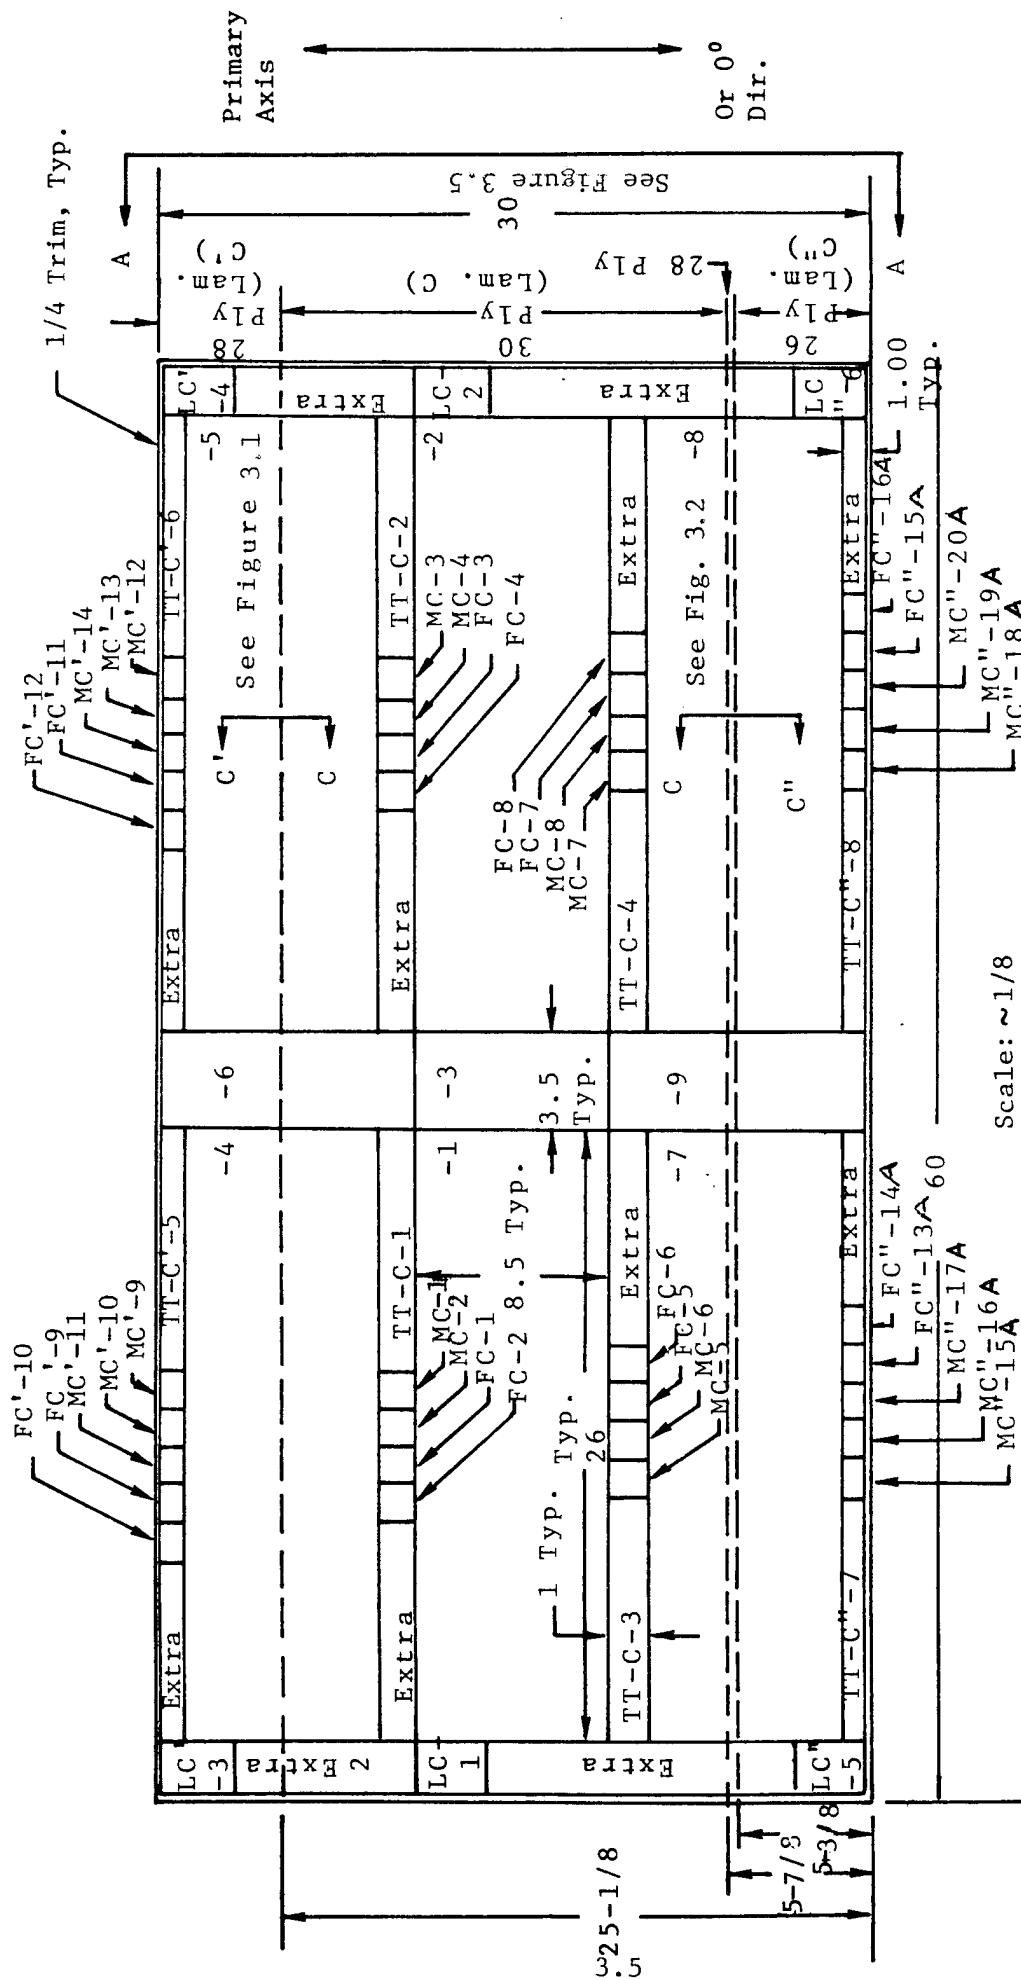 Primary
Axis
Or 0°
Dir.
1/4 Trim, Typ.
A
See Figure 3.5
30
A
28
Ply
(Lam.
C')
30
Ply
(Lam. C)
28 Ply
26
Ply
(Lam.
C")
1.00
Typ.
FC'-12
FC'-11
MC'-14
MC'-13
MC'-12
FC'-10
FC'-9
MC'-11
MC'-10
MC'-9
LC'
-4
Extra
LC-
2
Extra
LC
"-6
TT-C'-6
-5
See Figure 3.1
C'
C
Extra
TT-C-2
-2
MC-3
MC-4
FC-3
FC-4
Extra
FC-8
FC-7
MC-8
MC-7
Extra
-8
See Fig. 3.2
C
C"
TT-C-4
Extra
TT-C"-8
FC"-16A
FC"-15A
MC"-20A
MC"-19A
MC"-18A
-6
-3
3.5
Typ.
-9
TT-C'-5
-4
Extra
TT-C-1
-1
MC-1
MC-2
FC-1
FC-2
8.5 Typ.
Extra
1 Typ.
Typ.
26
Extra
-7
FC-6
FC-5
MC-6
MC-5
TT-C-3
Extra
TT-C"-7
FC"-14A
FC"-13A
MC"-17A
MC"-16A
MC"-15A
60
LC'
-3
Extra
2
LC-
1
Extra
LC"
-5
25-1/8
3.5
5-7/8
5-3/8
Scale: ~1/8